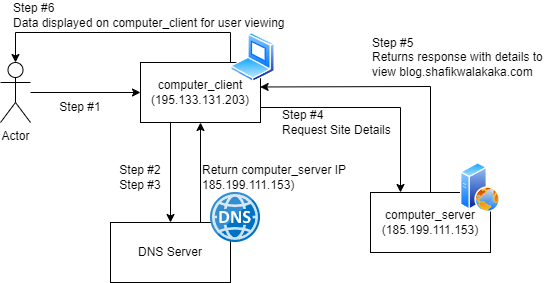 Step #6
Data displayed on computer_client for user viewing
Step #5
Returns response with details to
view blog.shafikwalakaka.com
computer_client
(195.133.131.203)
Step #1
Actor
Step #4
Request Site Details
Step #2
Step #3
Return computer_server IP
185.199.111.153)
DNS
DNS Server
computer_server
(185.199.111.153)